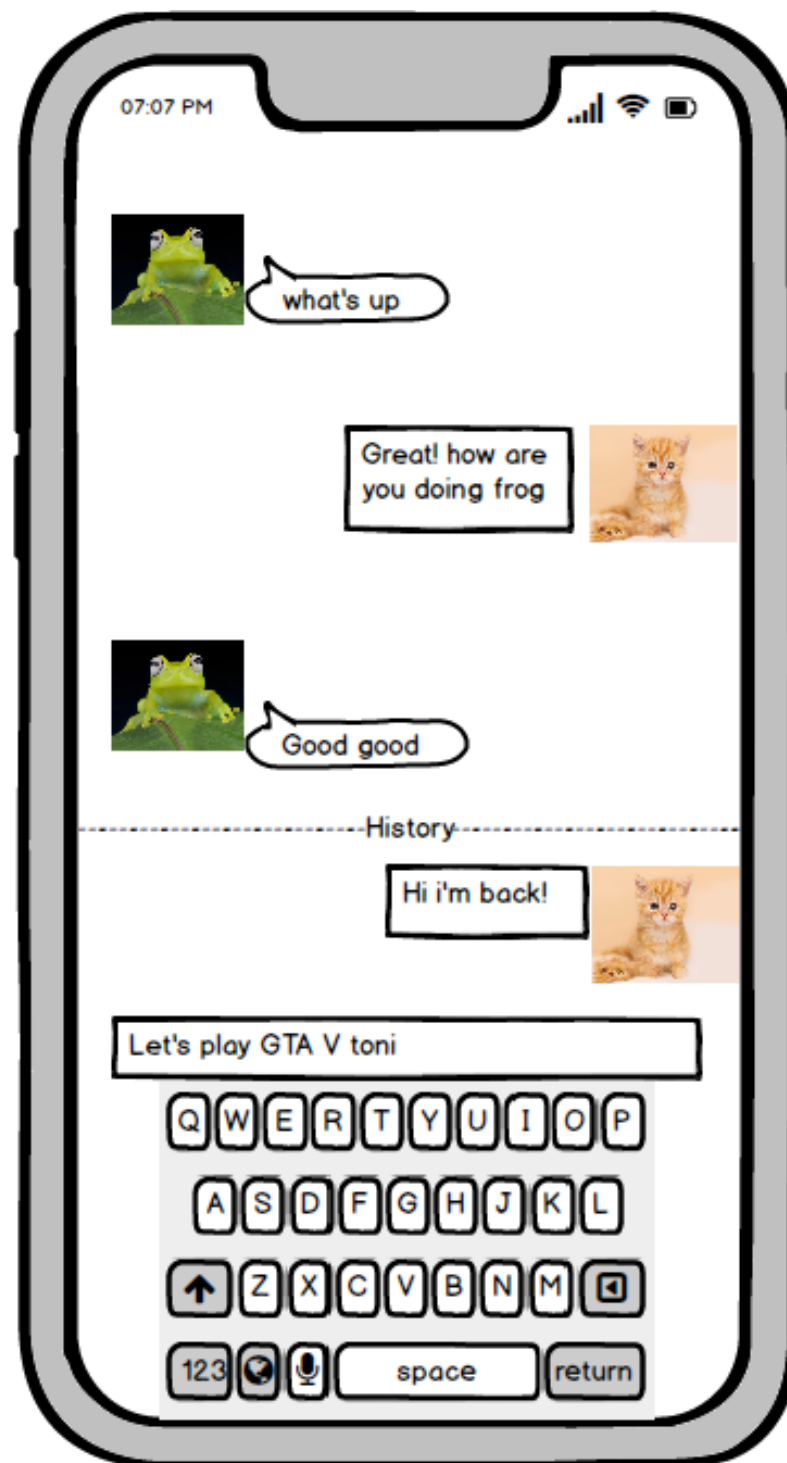 07:07 PM
what's up
Great! how are
you doing frog
Good good
History
Hi i'm back!
Let's play GTA V toni
Q W E R T Y U I O P
A S D F G H J K L
Z X C V B N M
123 space return